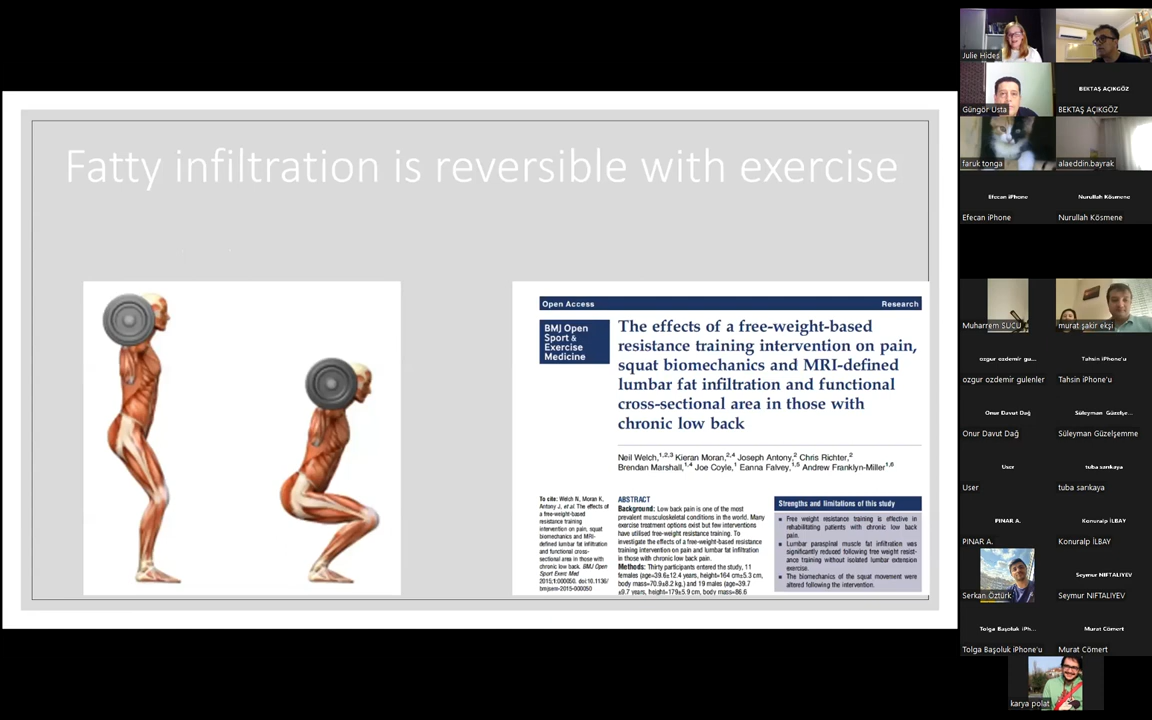 Fatty infiltration is reversible with exercise
Open Access
Research
BMJ Open
Sport &
Exercise
Medicine
The effects of a free-weight-based
resistance training intervention on pain,
squat biomechanics and MRI-defined
lumbar fat infiltration and functional
cross-sectional area in those with
chronic low back
Neil Welch,1,2,3 Kieran Moran,2,4 Joseph Antony,2 Chris Richter,2
Brendan Marshall,1,4 Joe Coyle,1 Eanna Falvey,1,5 Andrew Franklyn-Miller1,6
To cite: Welch N, Moran K,
Antony J, et al. The effects of
a free-weight-based
resistance training
intervention on pain, squat
biomechanics and MRI-
defined lumbar fat infiltration
and functional cross-
sectional area in those with
chronic low back. BMJ Open
Sport Exerc Med
2015;1:000050. doi:10.1136/
bmjsem-2015-000050
ABSTRACT
Background: Low back pain is one of the most
prevalent musculoskeletal conditions in the world. Many
exercise treatment options exist but few interventions
have utilised free-weight resistance training. To
investigate the effects of a free-weight-based resistance
training intervention on pain and lumbar fat infiltration
in those with chronic low back pain.
Methods: Thirty participants entered the study, 11
females (age=39.6±12.4 years, height=164 cm±5.3 cm,
body mass=70.9±8.2 kg,) and 19 males (age=39.7
±9.7 years, height=179±5.9 cm, body mass=86.6
Strengths and limitations of this study
▪ Free weight resistance training is effective in
rehabilitating patients with chronic low back
pain.
▪ Lumbar paraspinal muscle fat infiltration was
significantly reduced following free weight resist-
ance training without isolated lumbar extension
exercise.
▪ The biomechanics of the squat movement were
altered following the intervention.
Julie Hides
Güngör Usta
BEKTAŞ AÇIKGÖZ
BEKTAŞ AÇIKGÖZ
faruk tonga
alaeddin.bayrak
Efecan iPhone
Nurullah Kösmene
Efecan iPhone
Nurullah Kösmene
Muharrem SUCU
murat şakir ekşi
ozgur ozdemir gu...
Tahsin iPhone'u
ozgur ozdemir gulenler
Tahsin iPhone'u
Onur Davut Dağ
Süleyman Güzelşe...
Onur Davut Dağ
Süleyman Güzelşemme
User
tuba sarıkaya
User
tuba sarıkaya
PINAR A.
Konuralp İLBAY
PINAR A.
Konuralp İLBAY
Serkan Öztürk
Seymur NIFTALIYEV
Seymur NIFTALIYEV
Tolga Başoluk iPh...
Murat Cömert
Tolga Başoluk iPhone'u
Murat Cömert
karya polat